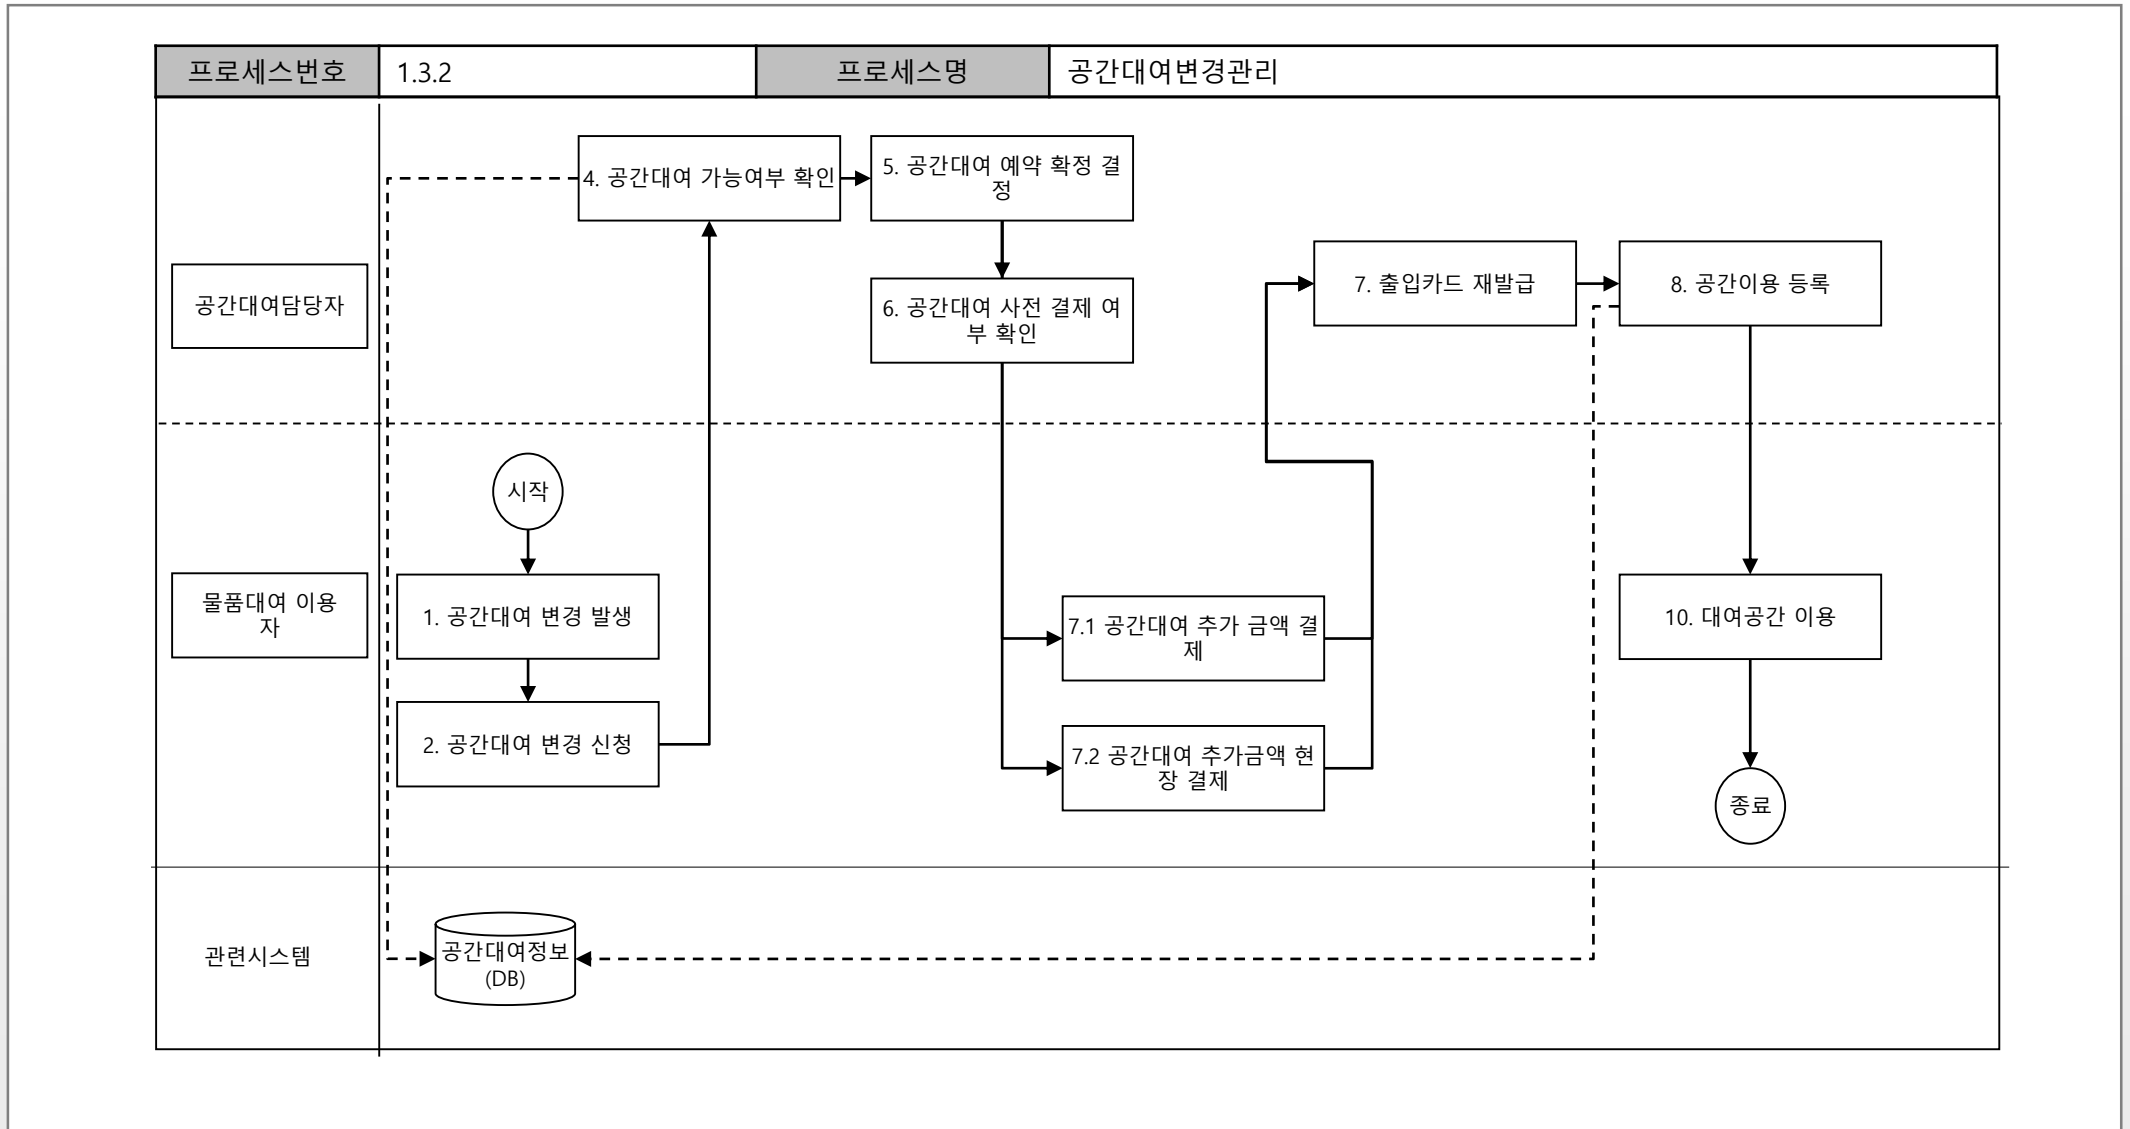 프로세스번호 1.3.2 프로세스명 공간대여변경관리
4. 공간대여 가능여부 확인
5. 공간대여 예약 확정 결
정
공간대여담당자
6. 공간대여 사전 결제 여
부 확인
7. 출입카드 재발급
8. 공간이용 등록
시작
물품대여 이용
자
1. 공간대여 변경 발생
2. 공간대여 변경 신청
7.1 공간대여 추가 금액 결
제
7.2 공간대여 추가금액 현
장 결제
10. 대여공간 이용
종료
관련시스템
공간대여정보
(DB)